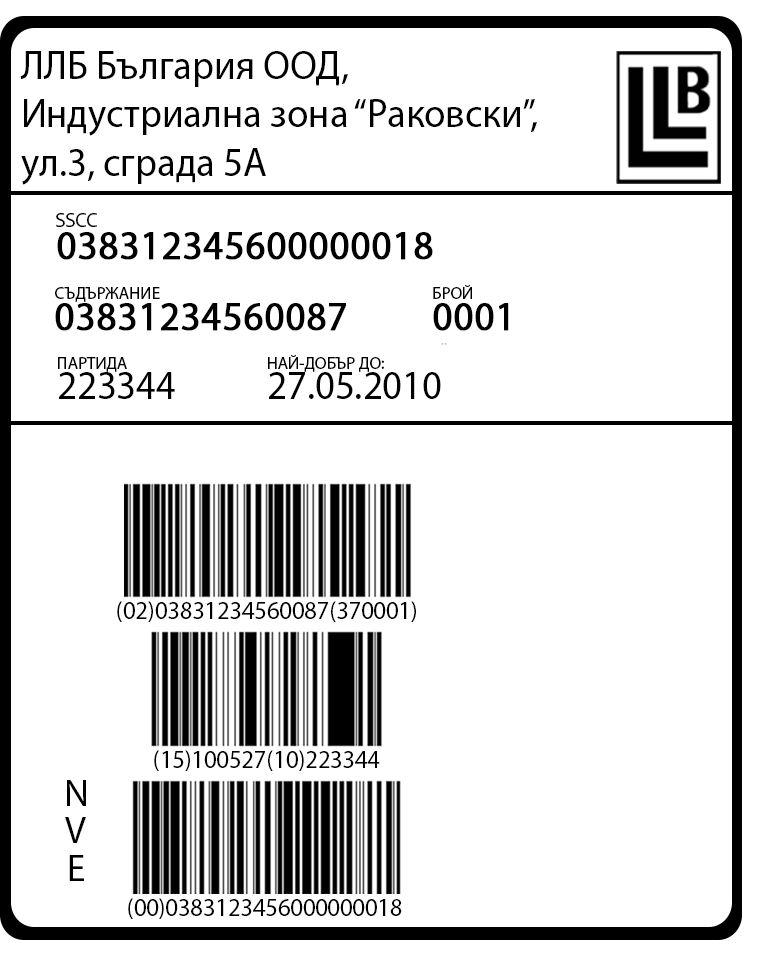 ЛЛБ България ООД,
Индустриална зона “Раковски”,
ул.3, сграда 5А
LLB
SSCC
038312345600000018
СЪДЪРЖАНИЕ БРОЙ
03831234560087 0001
ПАРТИДА НАЙ-ДОБЪР ДО:
223344 27.05.2010
(02)03831234560087(370001)
(15)100527(10)223344
N
V
E
(00)0383123456000000018